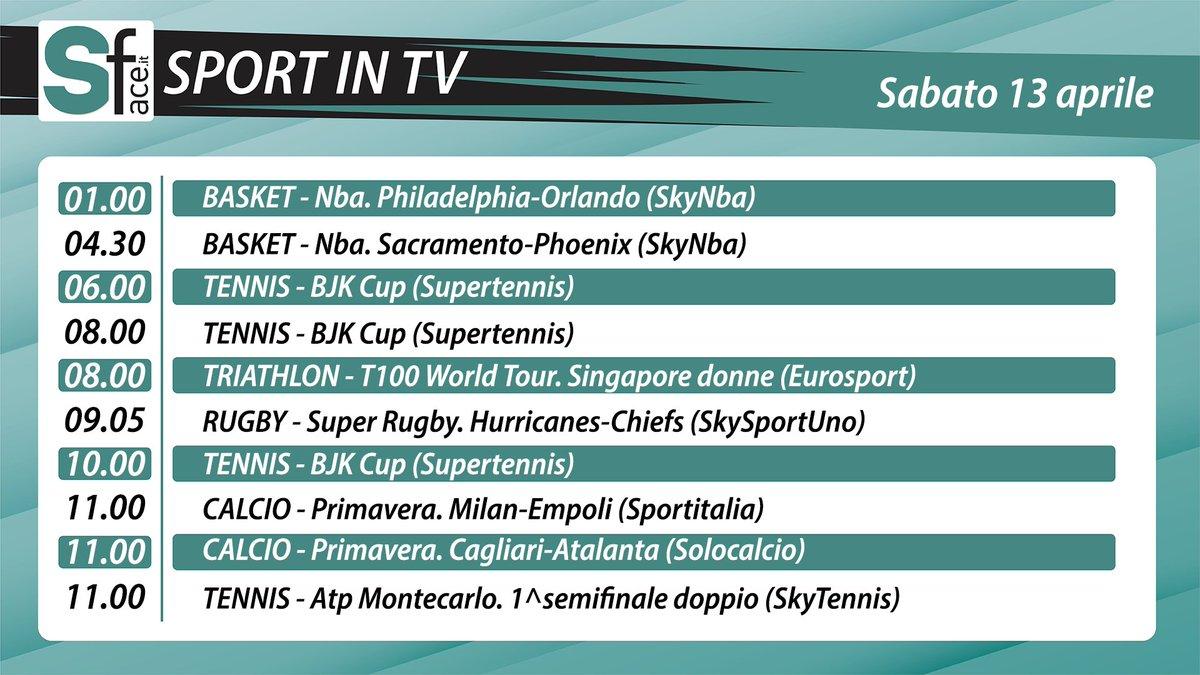 Sface.it
SPORT IN TV
Sabato 13 aprile
01.00 BASKET - Nba. Philadelphia-Orlando (SkyNba)
04.30 BASKET - Nba. Sacramento-Phoenix (SkyNba)
06.00 TENNIS - BJK Cup (Supertennis)
08.00 TENNIS - BJK Cup (Supertennis)
08.00 TRIATHLON - T100 World Tour. Singapore donne (Eurosport)
09.05 RUGBY - Super Rugby. Hurricanes-Chiefs (SkySportUno)
10.00 TENNIS - BJK Cup (Supertennis)
11.00 CALCIO - Primavera. Milan-Empoli (Sportitalia)
11.00 CALCIO - Primavera. Cagliari-Atalanta (Solocalcio)
11.00 TENNIS - Atp Montecarlo. 1^semifinale doppio (SkyTennis)